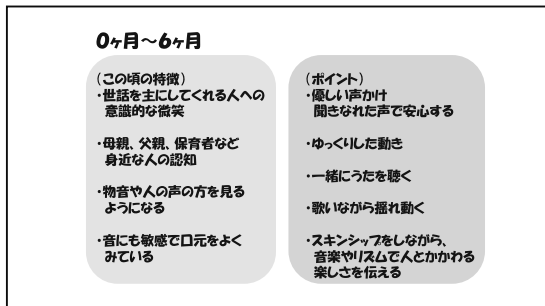 0ヶ月〜6ヶ月
（この頃の特徴）
・世話を主にしてくれる人への
意識的な微笑
・母親、父親、保育者など
身近な人の認知
・物音や人の声の方を見る
ようになる
・音にも敏感で口元をよく
みている
（ポイント）
・優しい声かけ
聞きなれた声で安心する
・ゆっくりした動き
・一緒にうたを聴く
・歌いながら揺れ動く
・スキンシップをしながら、
音楽やリズムで人とかかわる
楽しさを伝える